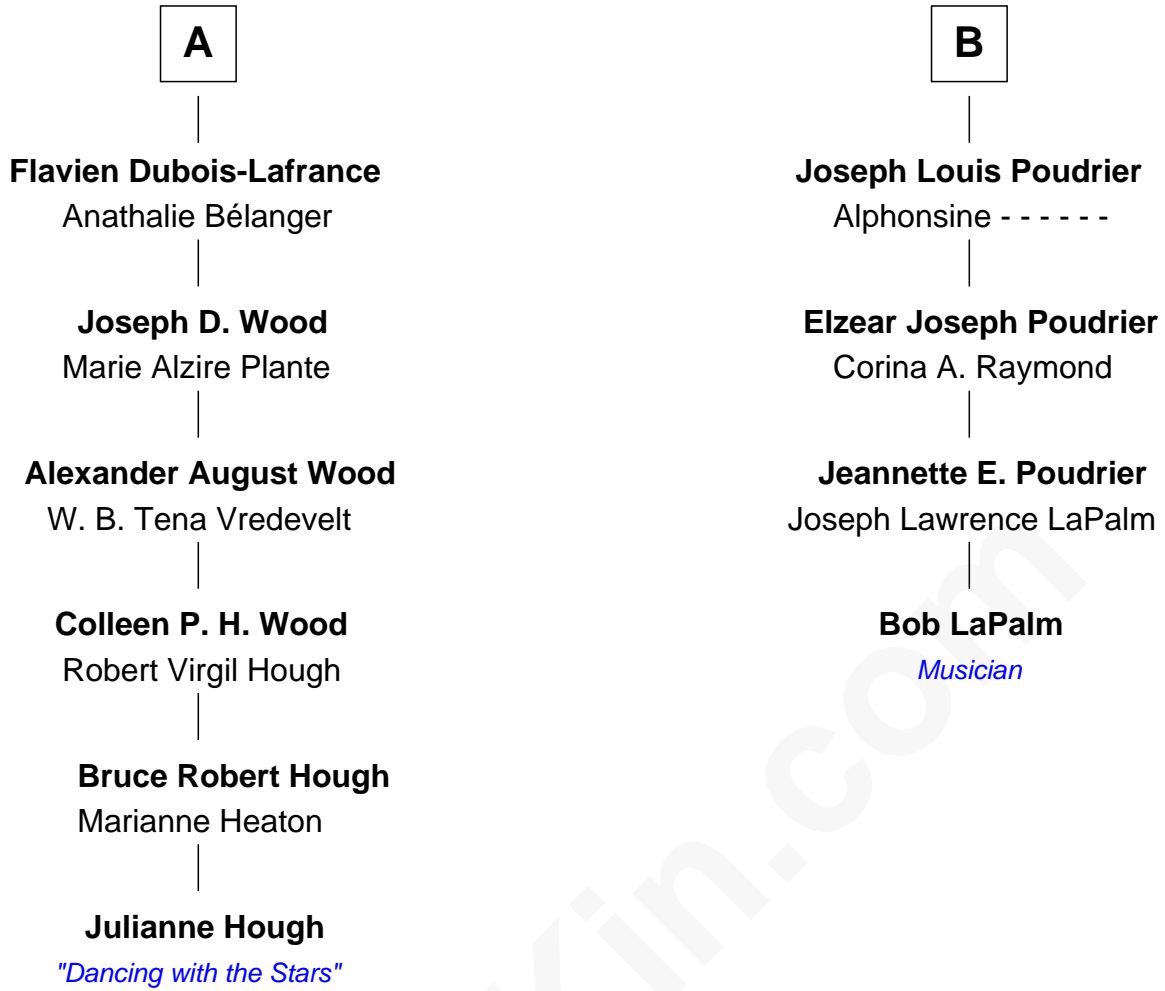 A
Flavien Dubois-Lafrance
Anathalie Bélanger
Joseph D. Wood
Marie Alzire Plante
Alexander August Wood
W. B. Tena Vredevelt
Colleen P. H. Wood
Robert Virgil Hough
Bruce Robert Hough
Marianne Heaton
Julianne Hough
"Dancing with the Stars"
B
Joseph Louis Poudrier
Alphonsine - - - - - -
Elzear Joseph Poudrier
Corina A. Raymond
Jeannette E. Poudrier
Joseph Lawrence LaPalm
Bob LaPalm
Musician
Kin.com